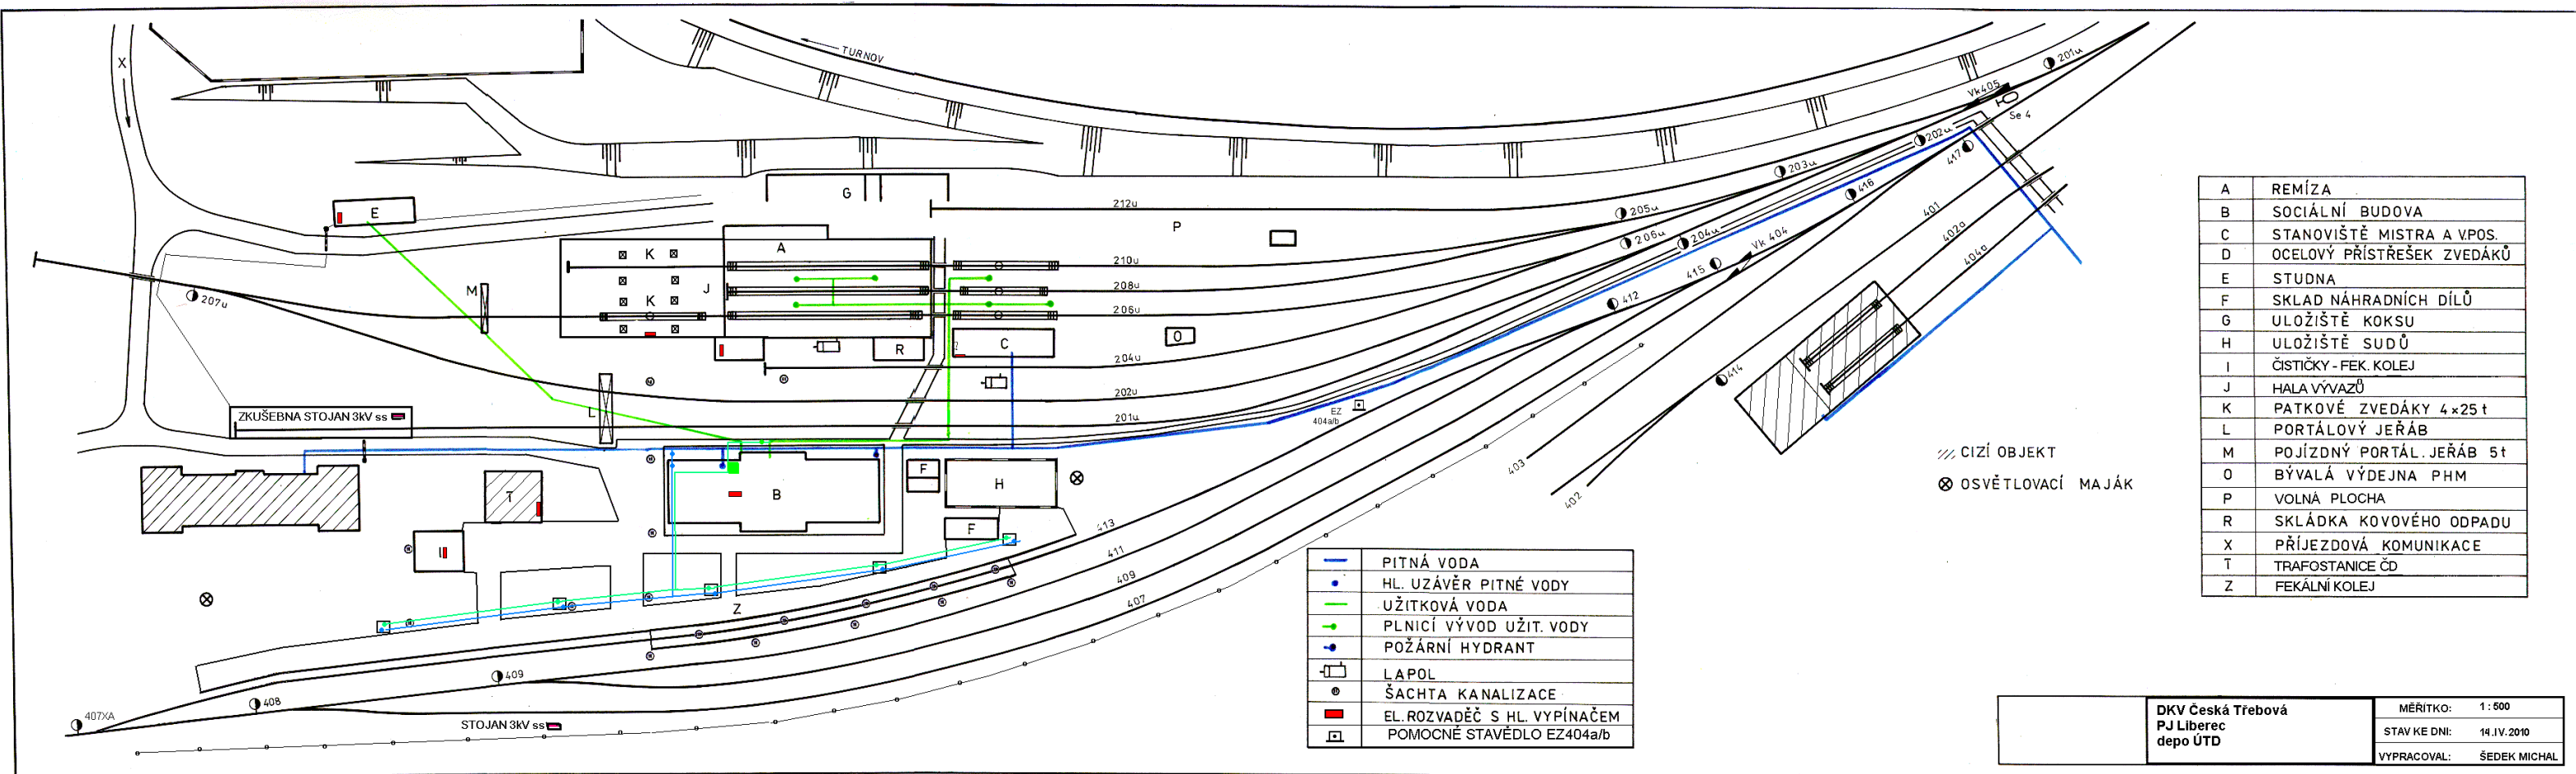 X
TURNOV
201u
Vk405
Se 4
202u
417
203u
416
G
212u
P
205u
401
E
A
206u
204u
Vk 404
402a
K
210u
415
404a
M
J
208u
207u
K
206u
412
O
R
C
204u
414
L
202u
ZKUŠEBNA STOJAN 3kV ss
201u
EZ
404a/b
403
402
T
B
F
H
F
I
413
411
409
407
Z
409
408
407XA
STOJAN 3kV ss
CIZÍ OBJEKT
OSVĚTLOVACÍ MAJÁK
A REMÍZA
B SOCIÁLNÍ BUDOVA
C STANOVIŠTĚ MISTRA A V.POS.
D OCELOVÝ PŘÍSTŘEŠEK ZVEDÁKŮ
E STUDNA
F SKLAD NÁHRADNÍCH DÍLŮ
G ULOŽIŠTĚ KOKSU
H ULOŽIŠTĚ SUDŮ
I ČISTIČKY - FEK. KOLEJ
J HALA VÝVAZŮ
K PATKOVÉ ZVEDÁKY 4×25 t
L PORTÁLOVÝ JEŘÁB
M POJÍZDNÝ PORTÁL. JEŘÁB 5t
O BÝVALÁ VÝDEJNA PHM
P VOLNÁ PLOCHA
R SKLÁDKA KOVOVÉHO ODPADU
X PŘÍJEZDOVÁ KOMUNIKACE
T TRAFOSTANICE ČD
Z FEKÁLNÍ KOLEJ
PITNÁ VODA
HL. UZÁVĚR PITNÉ VODY
UŽITKOVÁ VODA
PLNICÍ VÝVOD UŽIT. VODY
POŽÁRNÍ HYDRANT
LAPOL
ŠACHTA KANALIZACE
EL. ROZVADĚČ S HL. VYPÍNAČEM
POMOCNÉ STAVĚDLO EZ404a/b
DKV Česká Třebová
PJ Liberec
depo ÚTD
MĚŘÍTKO: 1 : 500
STAV KE DNI: 14.IV.2010
VYPRACOVAL: ŠEDEK MICHAL